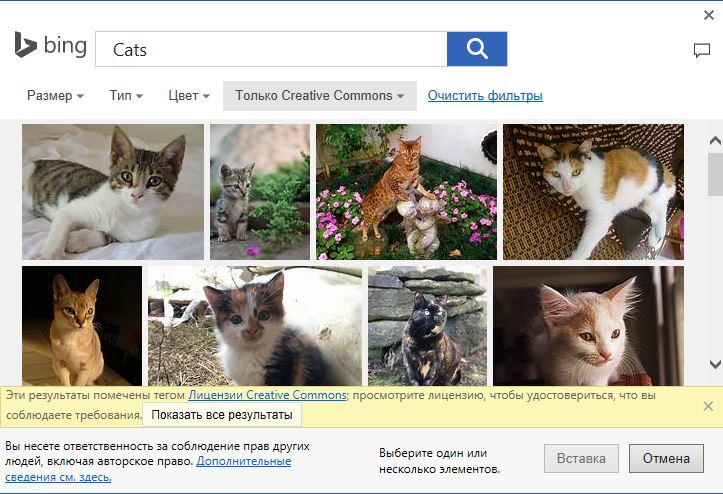 bing
Cats
Размер Тип Цвет Только Creative Commons Очистить фильтры
Эти результаты помечены тегом Лицензии Creative Commons; просмотрите лицензию, чтобы удостовериться, что вы
соблюдаете требования. Показать все результаты
Вы несете ответственность за соблюдение прав других
людей, включая авторское право. Дополнительные
сведения см. здесь.
Выберите один или
несколько элементов.
Вставка Отмена